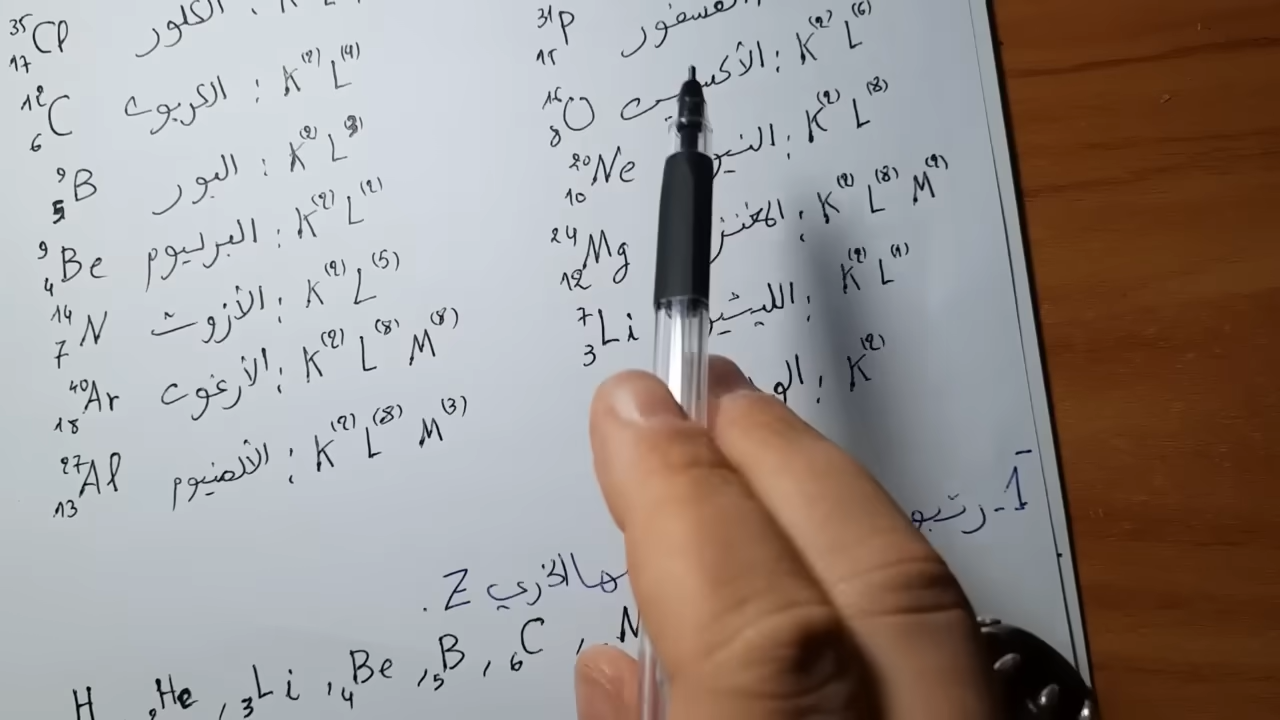 ³¹₁₅P الفسفور
¹⁶₈O الأكسجين : K⁽²⁾ L⁽⁶⁾
²⁰₁₀Ne : K⁽²⁾ L⁽⁸⁾
²⁴₁₂Mg : K⁽²⁾ L⁽⁸⁾ M⁽²⁾
⁷₃Li : K⁽²⁾ L⁽¹⁾
: K⁽²⁾
³⁵₁₇Cl الكلور :
¹²₆C الكربون : K⁽²⁾ L⁽⁴⁾
⁹₅B البور : K⁽²⁾ L⁽³⁾
⁹₄Be البريليوم : K⁽²⁾ L⁽²⁾
¹⁴₇N الأزوت : K⁽²⁾ L⁽⁵⁾
⁴⁰₁₈Ar الأرغون : K⁽²⁾ L⁽⁸⁾ M⁽⁸⁾
²⁷₁₃Al الألمنيوم : K⁽²⁾ L⁽⁸⁾ M⁽³⁾
1-
الذري Z .
H , ₂He , ₃Li , ₄Be , ₅B , ₆C , N